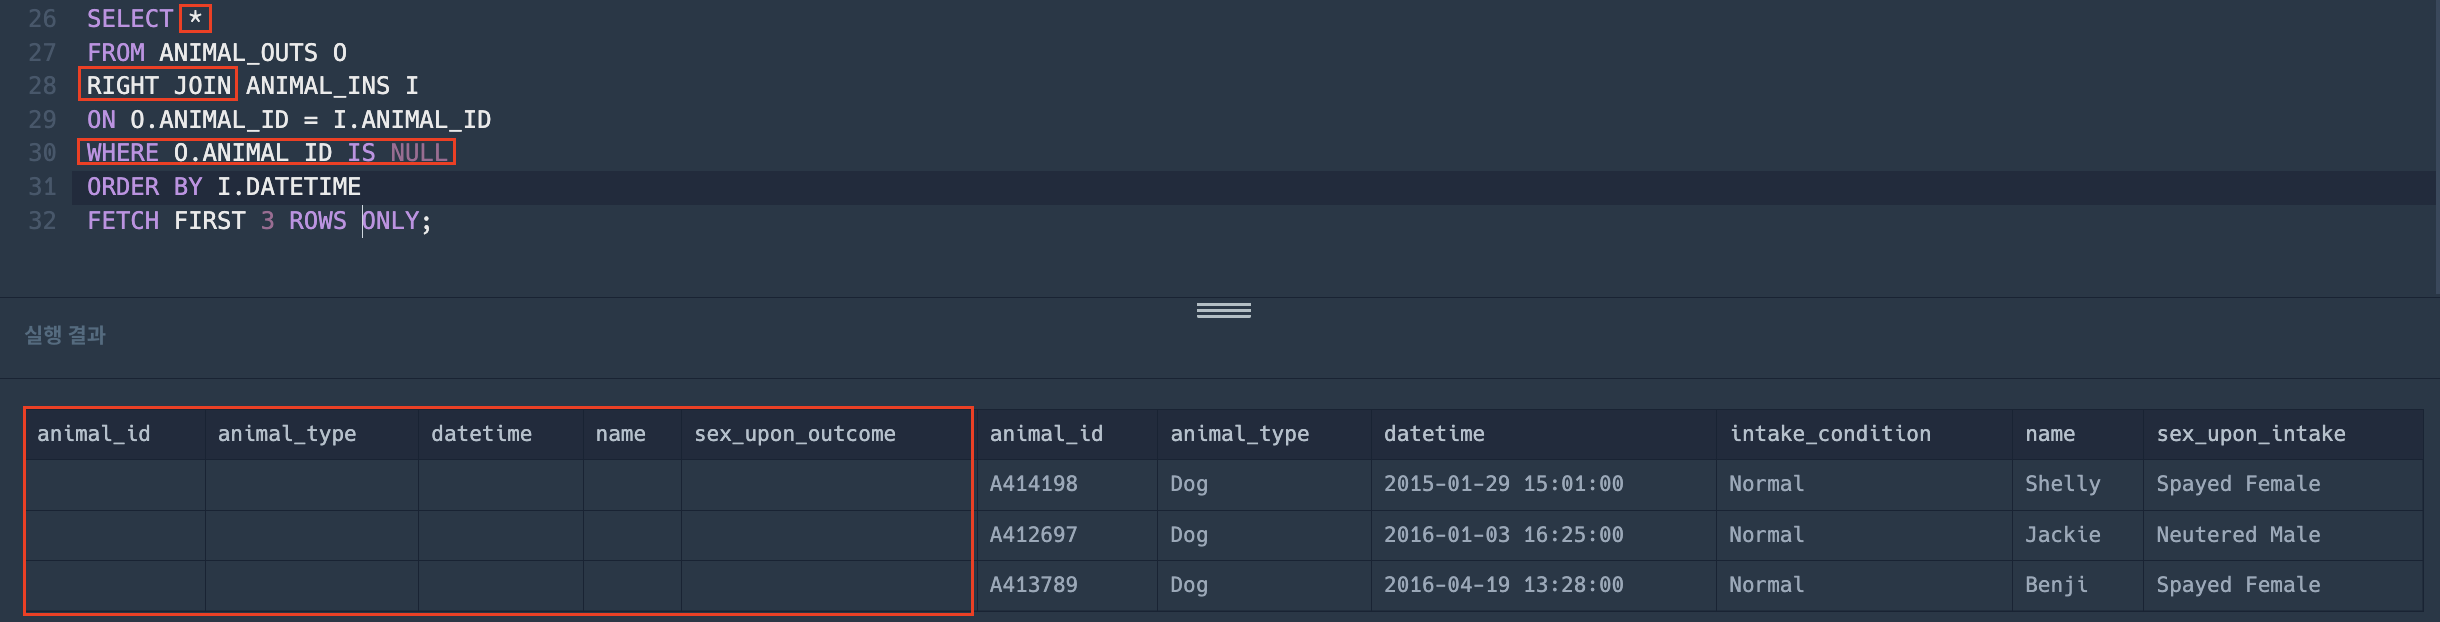 26 SELECT *
27 FROM ANIMAL_OUTS O
28 RIGHT JOIN ANIMAL_INS I
29 ON O.ANIMAL_ID = I.ANIMAL_ID
30 WHERE O.ANIMAL_ID IS NULL
31 ORDER BY I.DATETIME
32 FETCH FIRST 3 ROWS ONLY;
실행 결과
animal_id animal_type datetime name sex_upon_outcome animal_id animal_type datetime intake_condition name sex_upon_intake
A414198 Dog 2015-01-29 15:01:00 Normal Shelly Spayed Female
A412697 Dog 2016-01-03 16:25:00 Normal Jackie Neutered Male
A413789 Dog 2016-04-19 13:28:00 Normal Benji Spayed Female